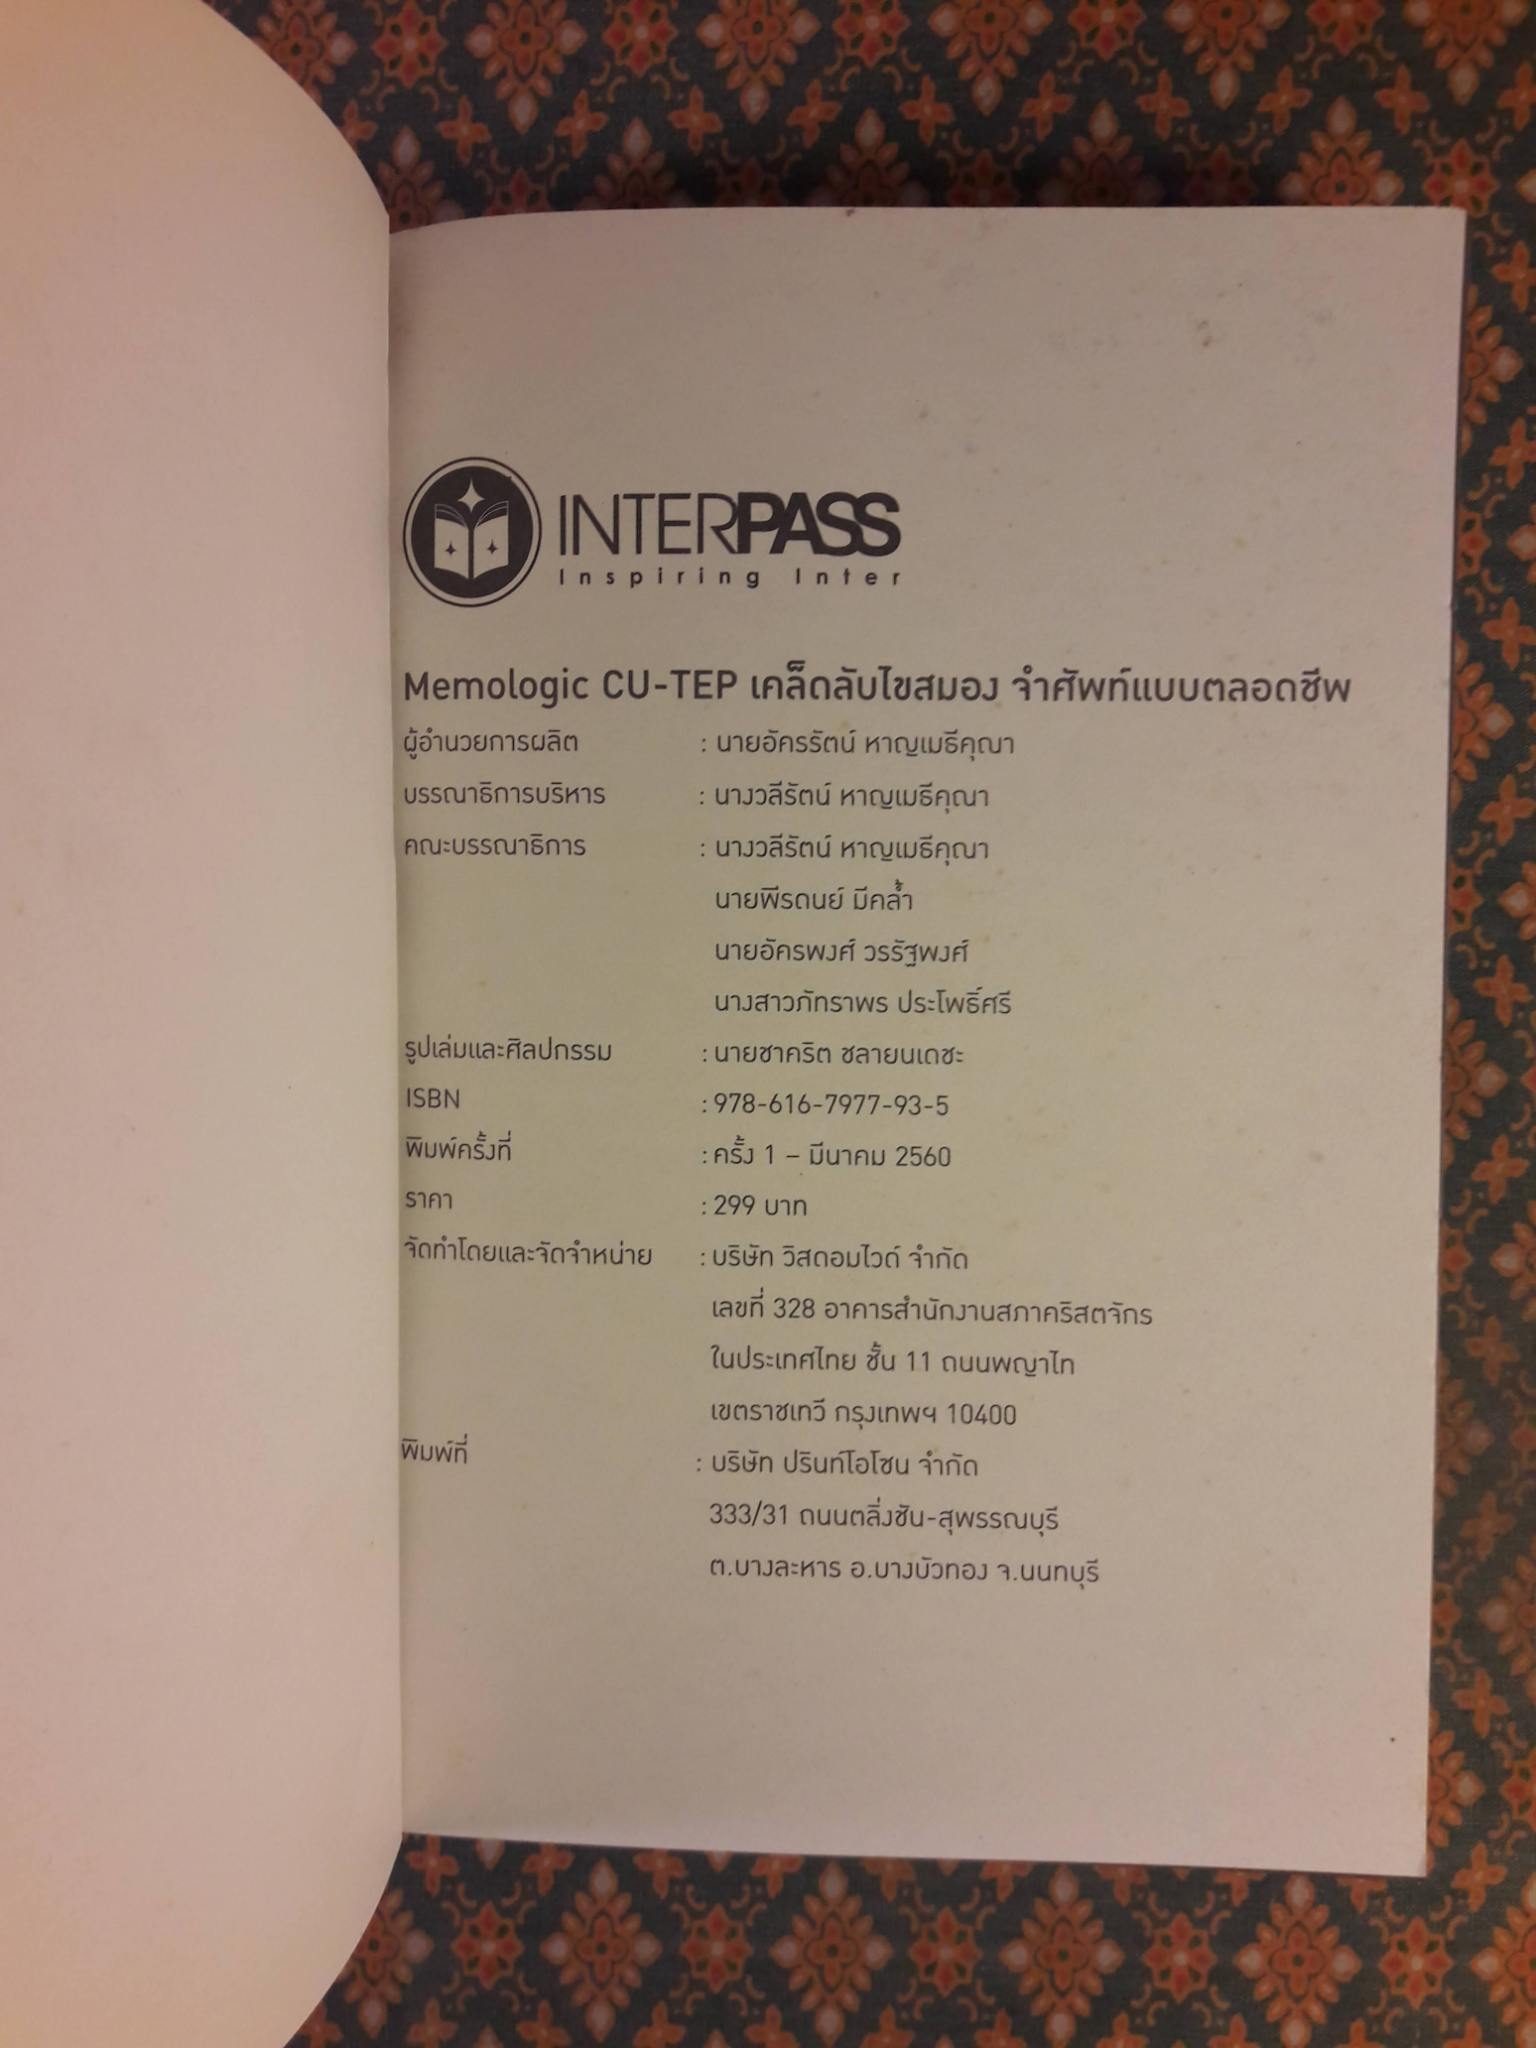 INTERPASS
Inspiring Inter
Memologic CU-TEP เคล็ดลับไขสมอง จำศัพท์แบบตลอดชีพ
ผู้อำนวยการผลิต : นายอัครรัตน์ หาญเมธีคุณา
บรรณาธิการบริหาร : นางวลีรัตน์ หาญเมธีคุณา
คณะบรรณาธิการ : นางวลีรัตน์ หาญเมธีคุณา
นายพีรดนย์ มีคล้ำ
นายอัครพงศ์ วรรัฐพงศ์
นางสาวภัทราพร ประโพธิ์ศรี
รูปเล่มและศิลปกรรม : นายชาคริต ชลายนเดชะ
ISBN : 978-616-7977-93-5
พิมพ์ครั้งที่ : ครั้ง 1 – มีนาคม 2560
ราคา : 299 บาท
จัดทำโดยและจัดจำหน่าย : บริษัท วิสดอมไวด์ จำกัด
เลขที่ 328 อาคารสำนักงานสภาคริสตจักร
ในประเทศไทย ชั้น 11 ถนนพญาไท
เขตราชเทวี กรุงเทพฯ 10400
พิมพ์ที่ : บริษัท ปรินท์โอโซน จำกัด
333/31 ถนนตลิ่งชัน-สุพรรณบุรี
ต.บางละหาร อ.บางบัวทอง จ.นนทบุรี